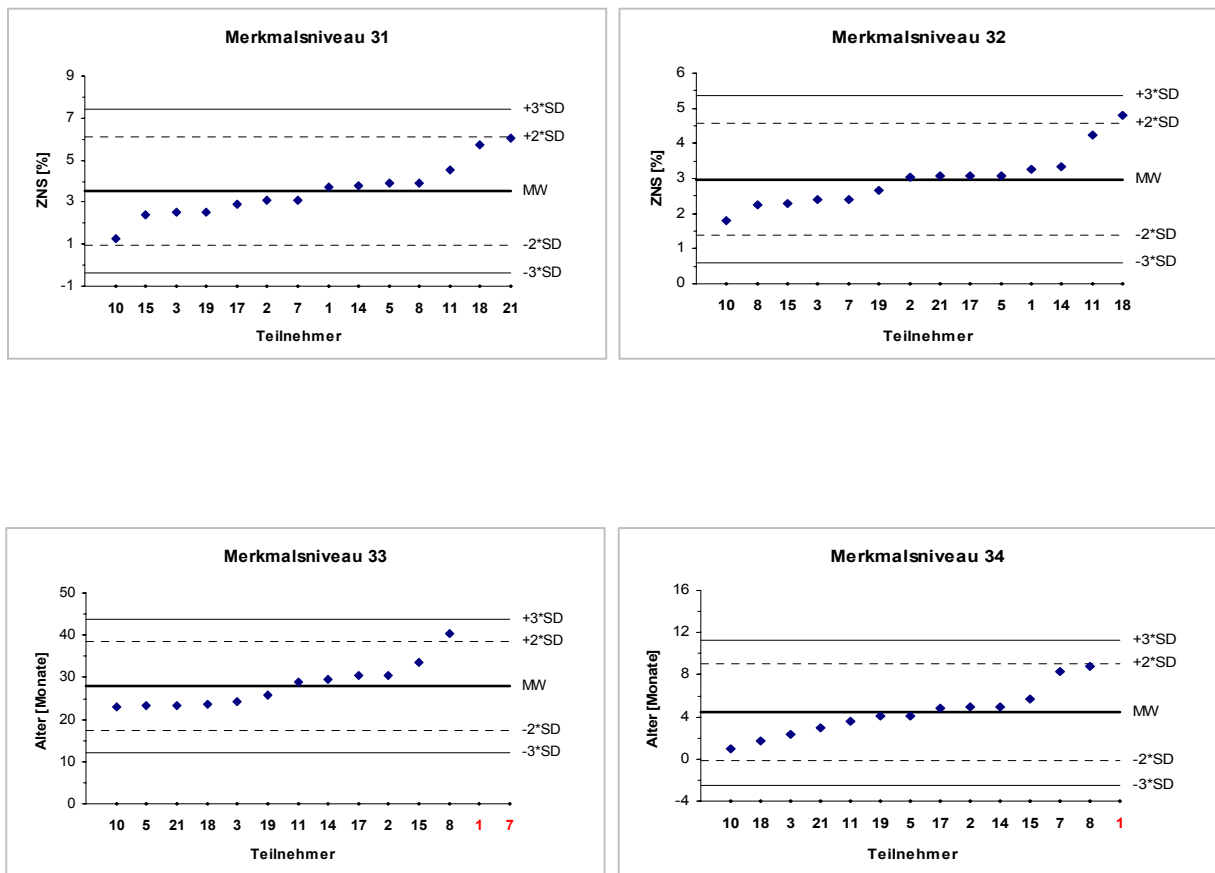 Merkmalsniveau 31
ZNS [%]
9
7
5
3
1
-1
+3*SD
+2*SD
MW
-2*SD
-3*SD
10 15 3 19 17 2 7 1 14 5 8 11 18 21
Teilnehmer
Merkmalsniveau 32
ZNS [%]
6
5
4
3
2
1
0
+3*SD
+2*SD
MW
-2*SD
-3*SD
10 8 15 3 7 19 2 21 17 5 1 14 11 18
Teilnehmer
Merkmalsniveau 33
Alter [Monate]
50
40
30
20
10
0
+3*SD
+2*SD
MW
-2*SD
-3*SD
10 5 21 18 3 19 11 14 17 2 15 8 1 7
Teilnehmer
Merkmalsniveau 34
Alter [Monate]
16
12
8
4
0
-4
+3*SD
+2*SD
MW
-2*SD
-3*SD
10 18 3 21 11 19 5 17 2 14 15 7 8 1
Teilnehmer